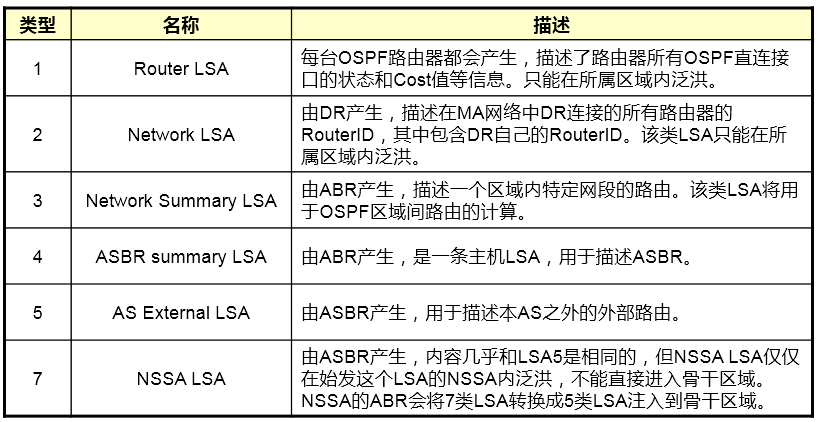 类型 名称 描述
1 Router LSA 每台OSPF路由器都会产生，描述了路由器所有OSPF直连接
口的状态和Cost值等信息。只能在所属区域内泛洪。
2 Network LSA 由DR产生，描述在MA网络中DR连接的所有路由器的
RouterID，其中包含DR自己的RouterID。该类LSA只能在所
属区域内泛洪。
3 Network Summary LSA 由ABR产生，描述一个区域内特定网段的路由。该类LSA将用
于OSPF区域间路由的计算。
4 ASBR summary LSA 由ABR产生，是一条主机LSA，用于描述ASBR。
5 AS External LSA 由ASBR产生，用于描述本AS之外的外部路由。
7 NSSA LSA 由ASBR产生，内容几乎和LSA5是相同的，但NSSA LSA仅仅
在始发这个LSA的NSSA内泛洪，不能直接进入骨干区域。
NSSA的ABR会将7类LSA转换成5类LSA注入到骨干区域。